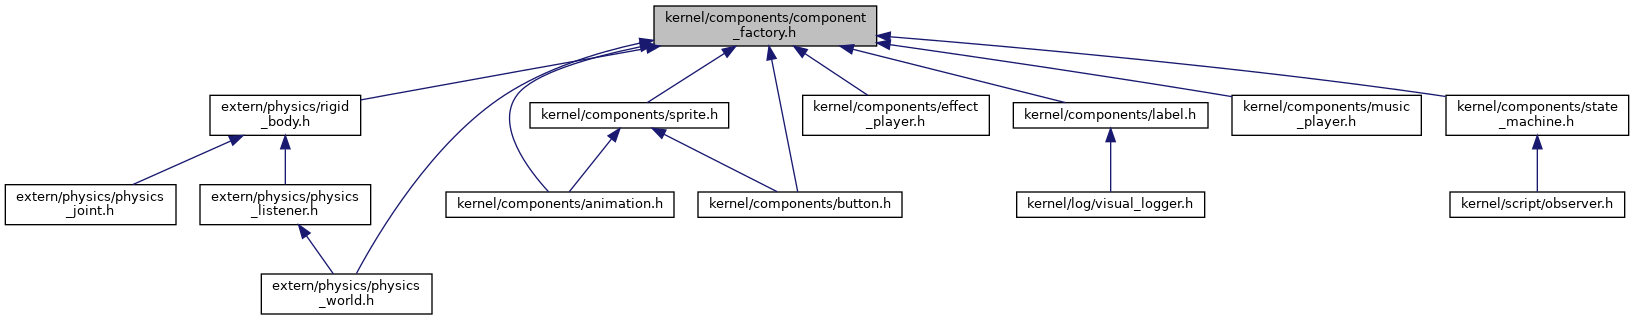 kernel/components/component
_factory.h
extern/physics/rigid
_body.h
kernel/components/sprite.h
kernel/components/effect
_player.h
kernel/components/label.h
kernel/components/music
_player.h
kernel/components/state
_machine.h
extern/physics/physics
_joint.h
extern/physics/physics
_listener.h
kernel/components/animation.h
kernel/components/button.h
kernel/log/visual_logger.h
kernel/script/observer.h
extern/physics/physics
_world.h